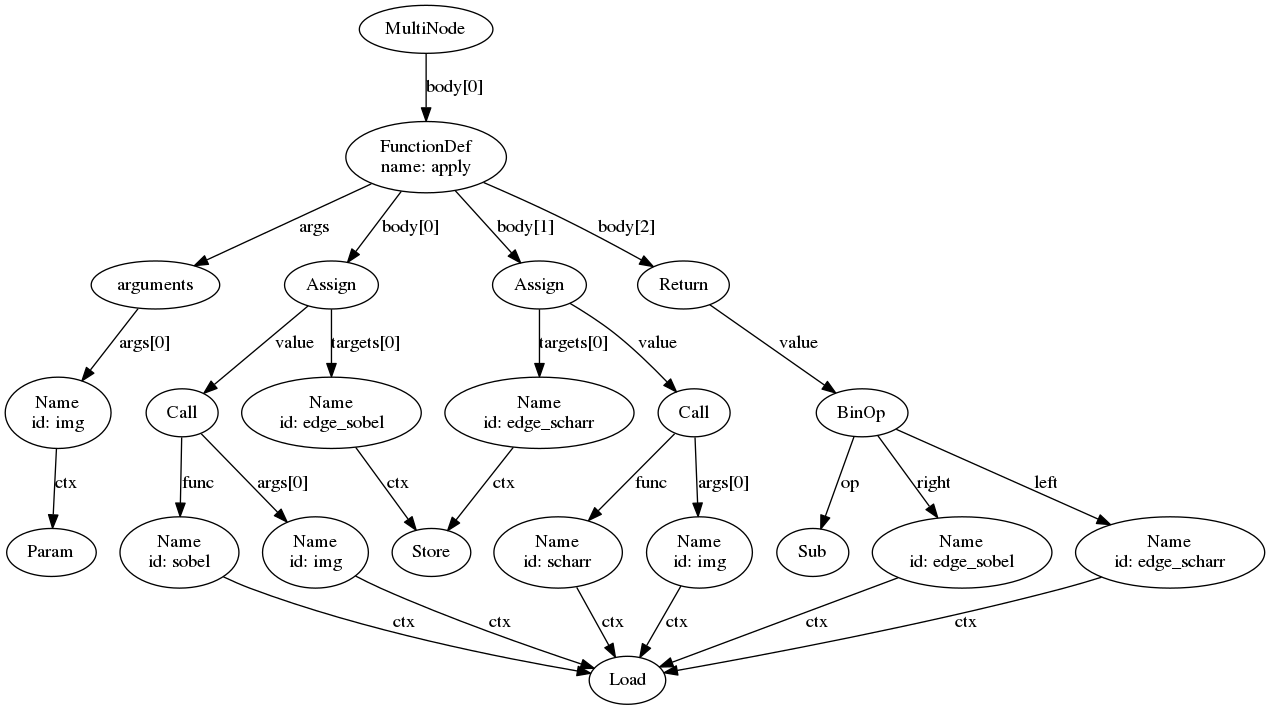 MultiNode
body[0]
FunctionDef
name: apply
args
body[0]
body[1]
body[2]
arguments
Assign
Assign
Return
args[0]
value
targets[0]
targets[0]
value
value
Name
id: img
Call
Name
id: edge_sobel
Name
id: edge_scharr
Call
BinOp
ctx
func
args[0]
ctx
ctx
func
args[0]
op
right
left
Param
Name
id: sobel
Name
id: img
Store
Name
id: scharr
Name
id: img
Sub
Name
id: edge_sobel
Name
id: edge_scharr
ctx
ctx
ctx
ctx
ctx
ctx
Load